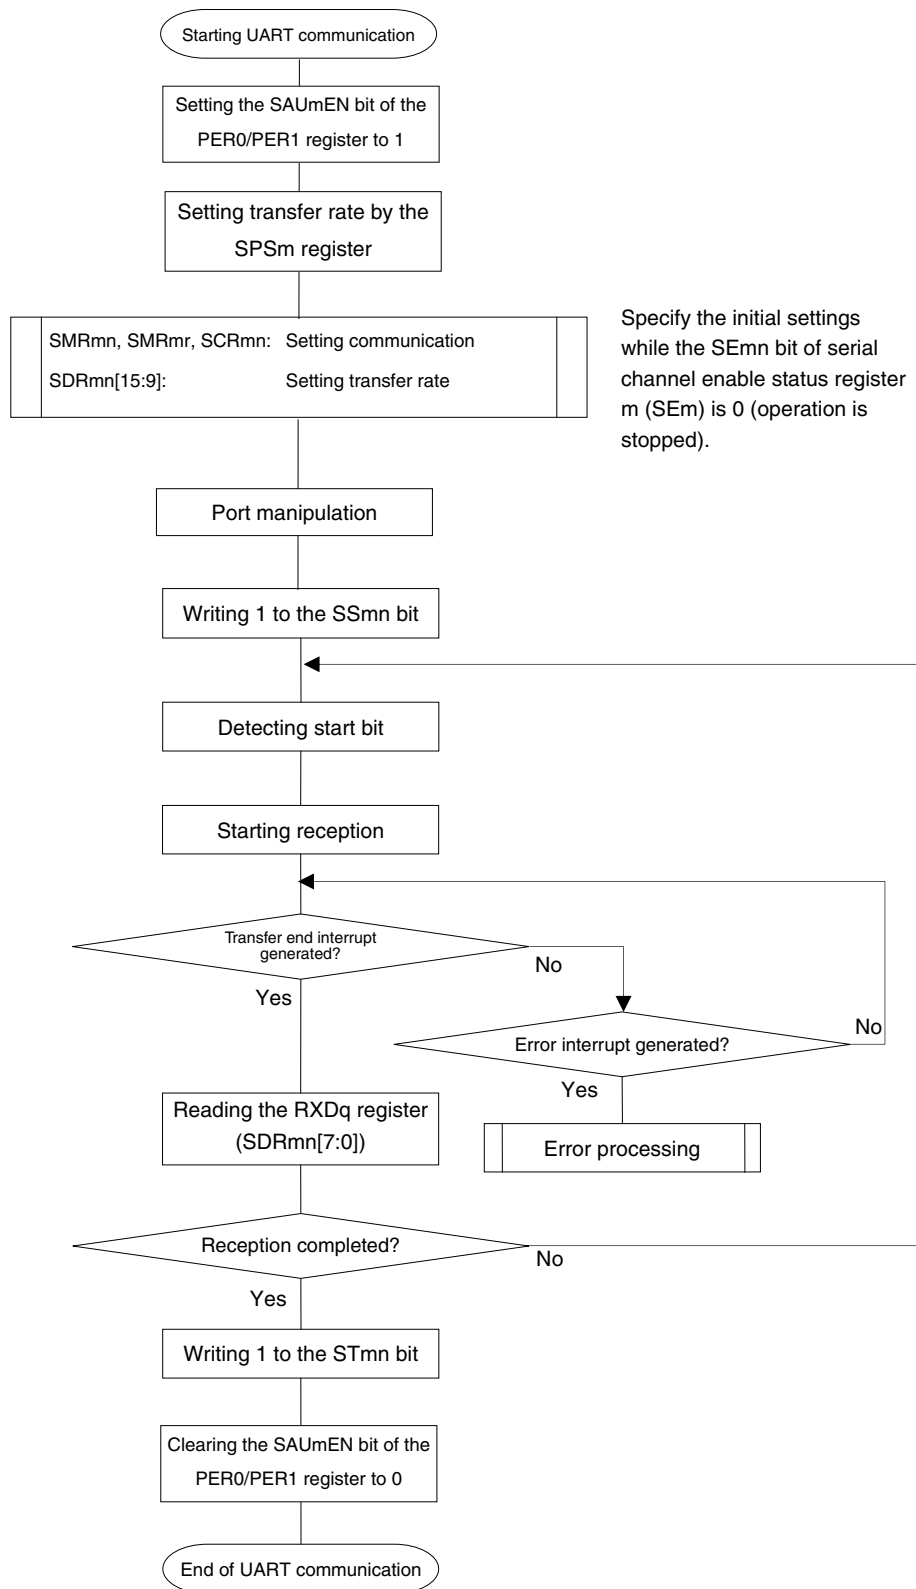 Starting UART communication
Setting the SAUmEN bit of the
PER0/PER1 register to 1
Setting transfer rate by the
SPSm register
SMRmn, SMRmr, SCRmn: Setting communication
SDRmn[15:9]: Setting transfer rate
Specify the initial settings
while the SEmn bit of serial
channel enable status register
m (SEm) is 0 (operation is
stopped).
Port manipulation
Writing 1 to the SSmn bit
Detecting start bit
Starting reception
Transfer end interrupt
generated?
No
Yes
Error interrupt generated?
No
Yes
Error processing
Reading the RXDq register
(SDRmn[7:0])
Reception completed?
No
Yes
Writing 1 to the STmn bit
Clearing the SAUmEN bit of the
PER0/PER1 register to 0
End of UART communication